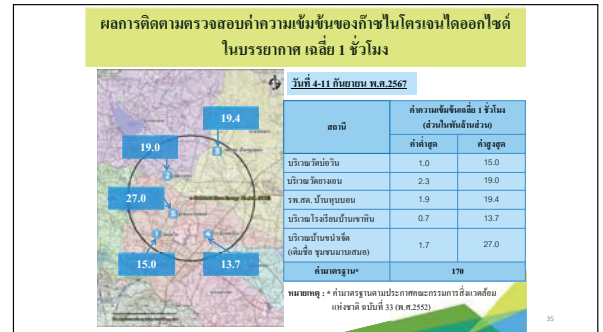 ผลการติดตามตรวจสอบค่าความเข้มข้นของก๊าซไนโตรเจนไดออกไซด์
ในบรรยากาศ เฉลี่ย 1 ชั่วโมง
วันที่ 4-11 กันยายน พ.ศ.2567
19.4
19.0
27.0
15.0
13.7
1
2
3
4
5
สถานี
ค่าความเข้มข้นเฉลี่ย 1 ชั่วโมง
(ส่วนในพันล้านส่วน)
ค่าต่ำสุด ค่าสูงสุด
บริเวณวัดบ่อวิน 1.0 15.0
บริเวณวัดยางเอน 2.3 19.0
รพ.สต. บ้านหุบบอน 1.9 19.4
บริเวณโรงเรียนบ้านเขาหิน 0.7 13.7
บริเวณบ้านขนำเจ็ด
(เดิมชื่อ ชุมชนมาบเสมอ) 1.7 27.0
ค่ามาตรฐาน* 170
หมายเหตุ : * ค่ามาตรฐานตามประกาศคณะกรรมการสิ่งแวดล้อม
แห่งชาติ ฉบับที่ 33 (พ.ศ.2552)
35